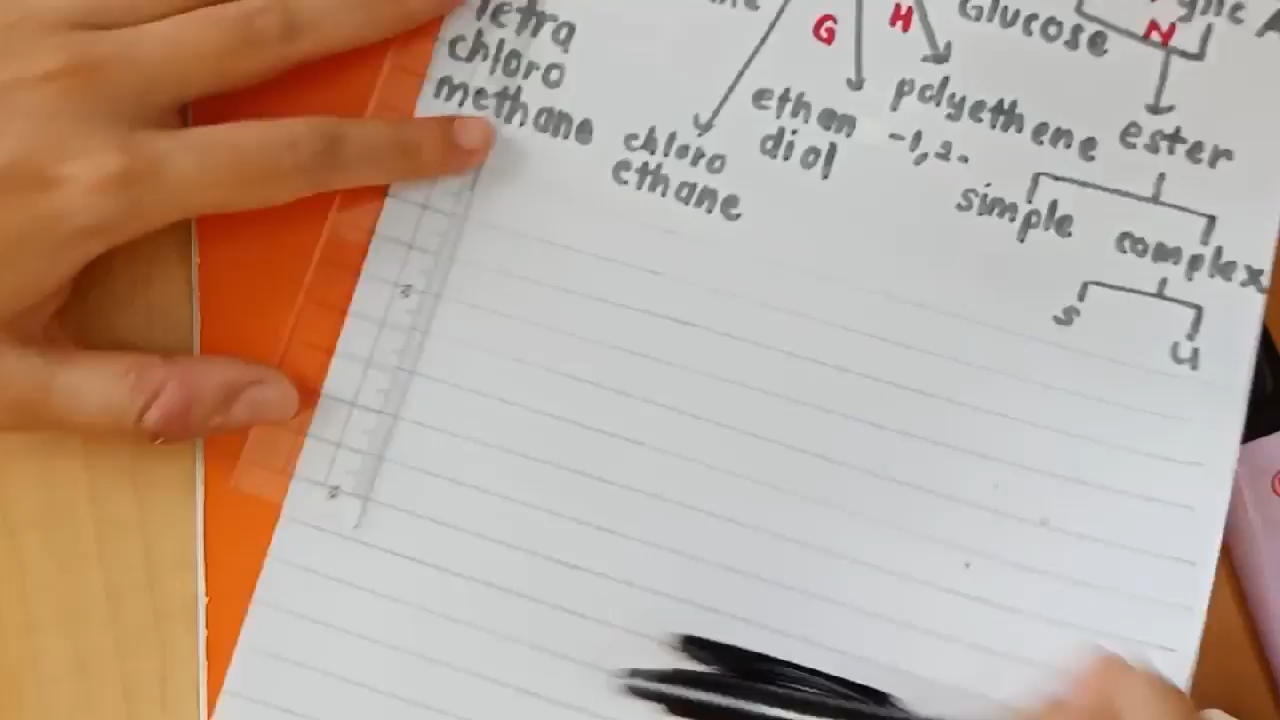 Tetra
chloro
methane
chloro
ethane
G
ethan
diol
-1,2.
H
polyethene
Glucose
N
ester
simple
complex
s
u